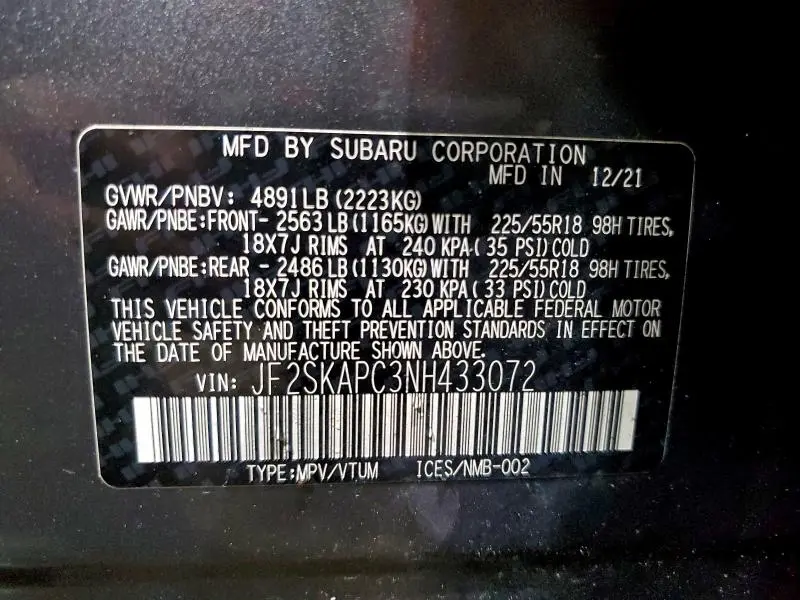 MFD BY SUBARU CORPORATION
MFD IN 12/21
GVWR/PNBV: 4891LB (2223KG)
GAWR/PNBE:FRONT- 2563LB (1165KG) WITH 225/55R18 98H TIRES,
18X7J RIMS AT 240 KPA( 35 PSI) COLD
GAWR/PNBE:REAR - 2486LB (1130KG) WITH 225/55R18 98H TIRES,
18X7J RIMS AT 230 KPA( 33 PSI) COLD
THIS VEHICLE CONFORMS TO ALL APPLICABLE FEDERAL MOTOR
VEHICLE SAFETY AND THEFT PREVENTION STANDARDS IN EFFECT ON
THE DATE OF MANUFACTURE SHOWN ABOVE.
VIN: JF2SKAPC3NH433072
TYPE:MPV/VTUM ICES/NMB-002